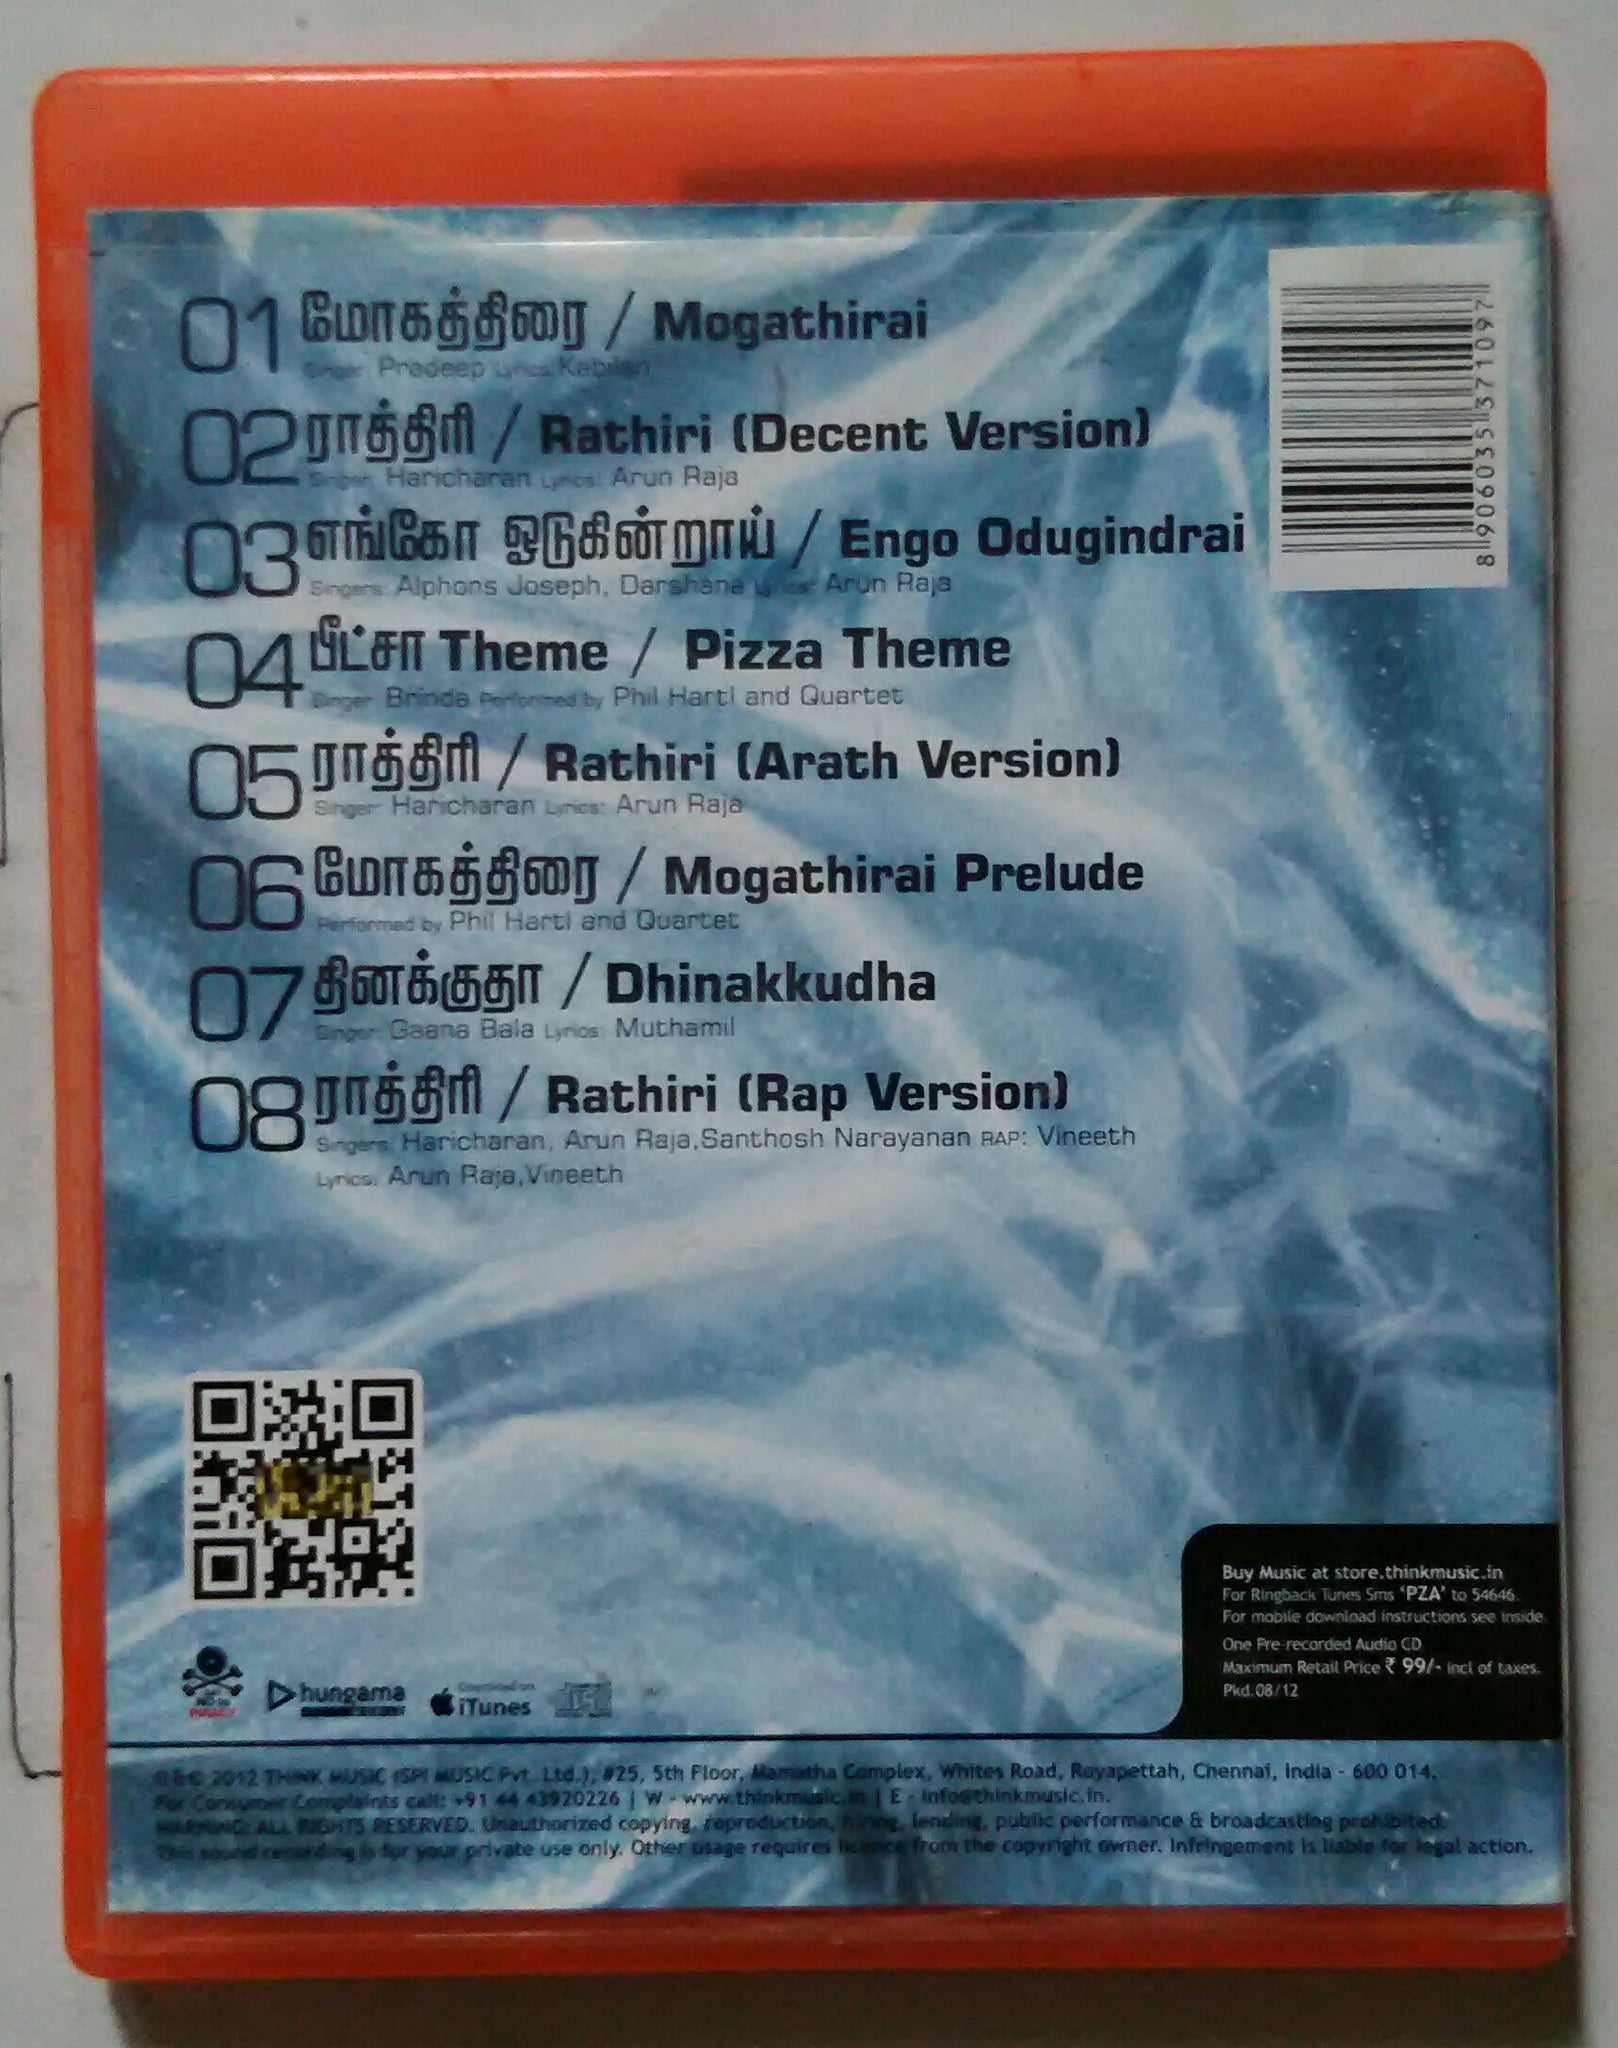 01 மோகத்திரை / Mogathirai
Singer: Pradeep Lyrics: Kabilan
02 ராத்திரி / Rathiri (Decent Version)
Singer: Haricharan Lyrics: Arun Raja
03 எங்கோ ஓடுகின்றாய் / Engo Odugindrai
Singers: Alphons Joseph, Darshana Lyrics: Arun Raja
04 பீட்சா Theme / Pizza Theme
Singer: Brinda Performed by Phil Hartl and Quartet
05 ராத்திரி / Rathiri (Arath Version)
Singer: Haricharan Lyrics: Arun Raja
06 மோகத்திரை / Mogathirai Prelude
Performed by Phil Hartl and Quartet
07 தினக்குதா / Dhinakkudha
Singer: Gaana Bala Lyrics: Muthamil
08 ராத்திரி / Rathiri (Rap Version)
Singers: Haricharan, Arun Raja,Santhosh Narayanan RAP: Vineeth
Lyrics: Arun Raja,Vineeth
8 906035 371097
Buy Music at store.thinkmusic.in
For Ringback Tunes Sms 'PZA' to 54646.
For mobile download instructions see inside
One Pre-recorded Audio CD
Maximum Retail Price ₹ 99/- incl of taxes.
Pkd.08/12
hungama
Download on
iTunes
2012 THINK MUSIC (SPI MUSIC Pvt. Ltd.), #25, 5th Floor, Mamatha Complex, Whites Road, Royapettah, Chennai, India - 600 014.
For Consumer Complaints call: +91 44 43920226 | W - www.thinkmusic.in | E - info@thinkmusic.in.
WARNING: ALL RIGHTS RESERVED. Unauthorized copying, reproduction, hiring, lending, public performance & broadcasting prohibited.
This sound recording is for your private use only. Other usage requires licence from the copyright owner. Infringement is liable for legal action.